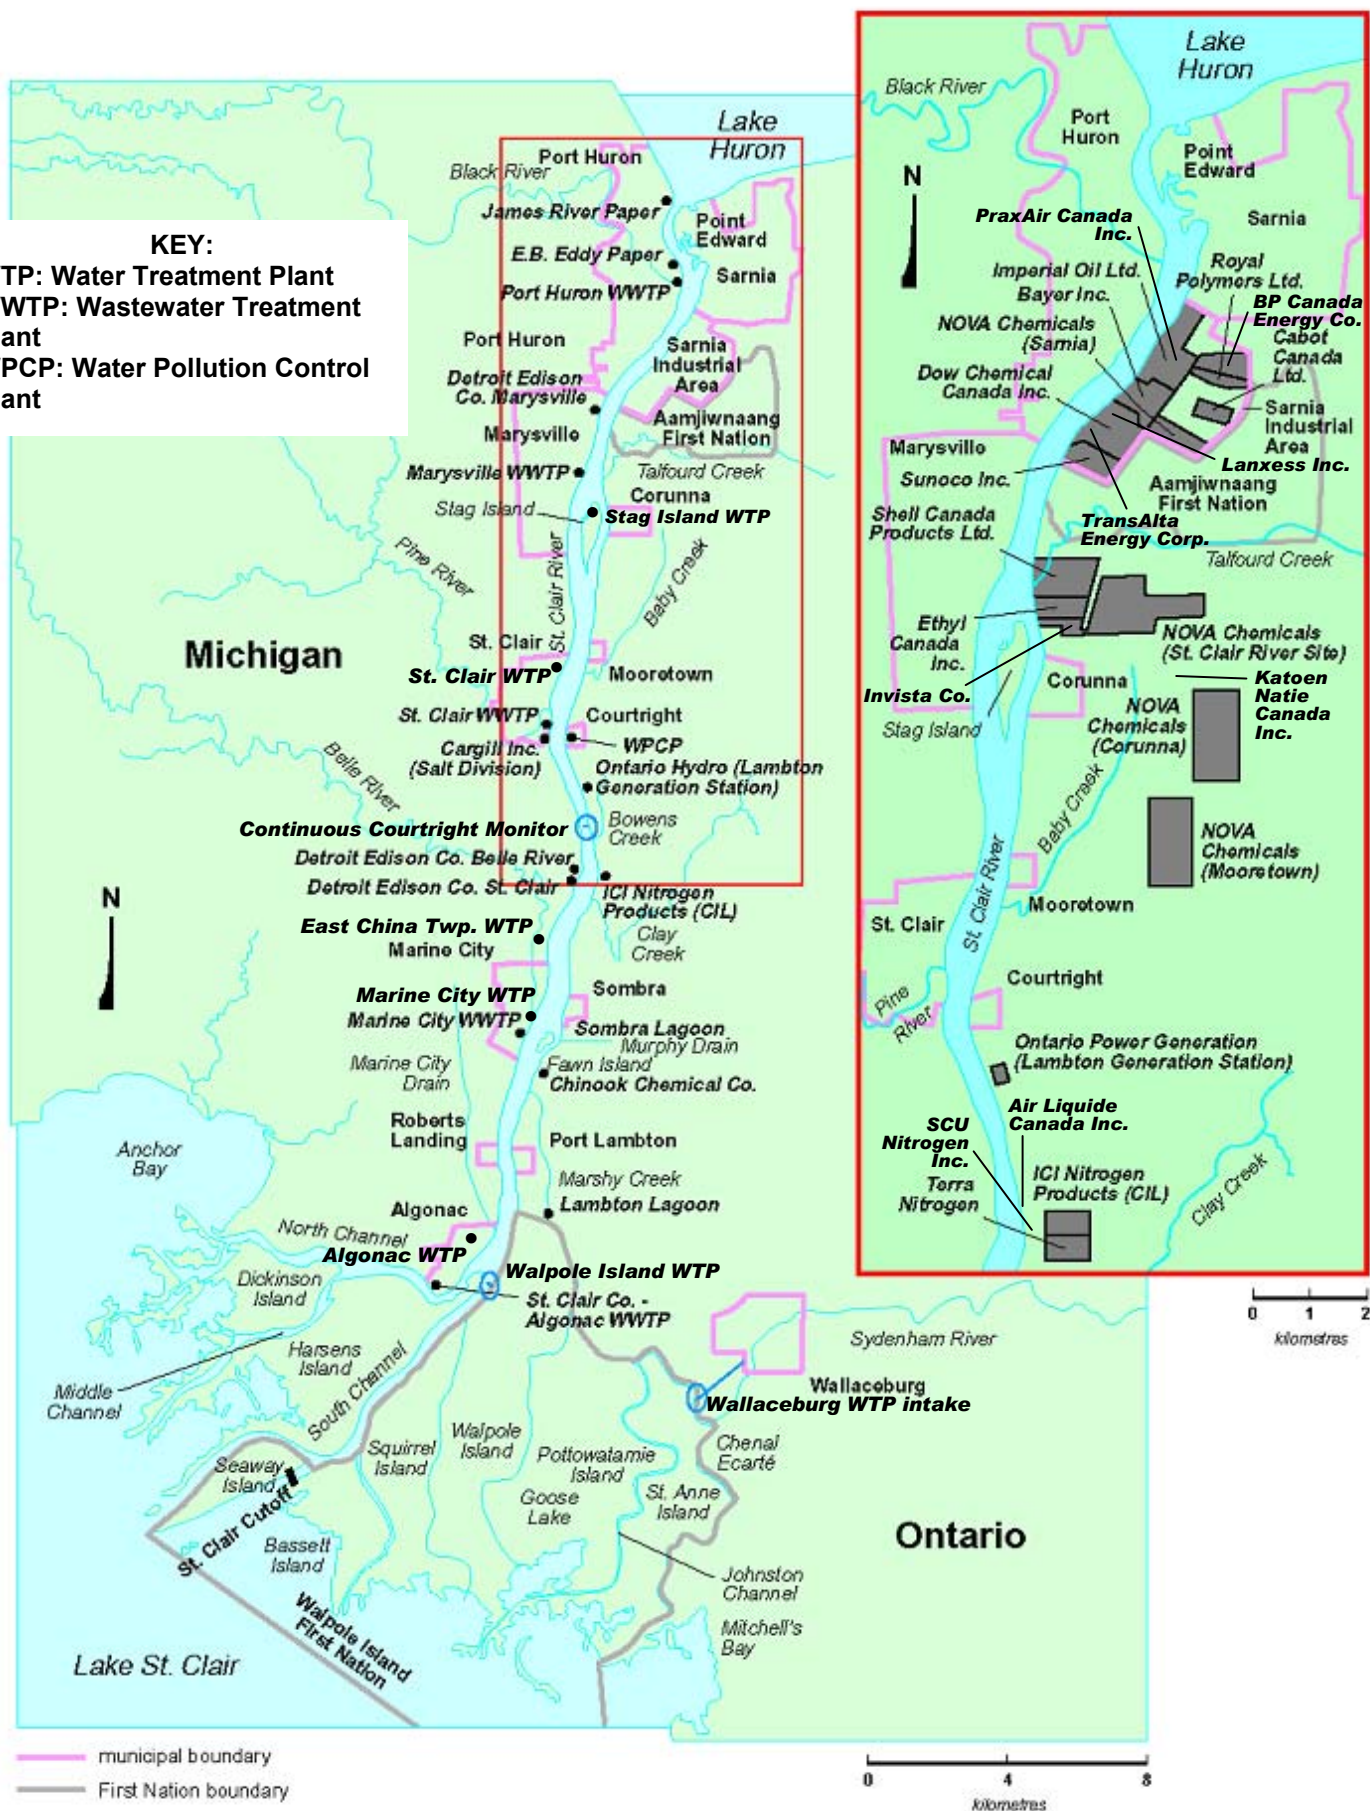 KEY:
TP: Water Treatment Plant
WTP: Wastewater Treatment
ant
PCP: Water Pollution Control
ant
Lake
Huron
Port Huron
Black River
James River Paper
Point
Edward
E.B. Eddy Paper
Sarnia
Port Huron WWTP
Port Huron
Sarnia
Industrial
Area
Detroit Edison
Co. Marysville
Aamjiwnaang
First Nation
Marysville
Marysville WWTP
Talfourd Creek
Corunna
Stag Island
Stag Island WTP
Pine River
St. Clair River
Baby Creek
Michigan
St. Clair
St. Clair WTP
Mooretown
St. Clair WWTP
Courtright
Cargill Inc.
(Salt Division)
WPCP
Belle River
Ontario Hydro (Lambton
Generation Station)
Continuous Courtright Monitor
Bowens
Creek
Detroit Edison Co. Belle River
Detroit Edison Co. St. Clair
ICI Nitrogen
Products (CIL)
N
East China Twp. WTP
Clay
Creek
Marine City
Marine City WTP
Sombra
Marine City WWTP
Sombra Lagoon
Murphy Drain
Marine City
Drain
Fawn Island
Chinook Chemical Co.
Roberts
Landing
Port Lambton
Anchor
Bay
Marshy Creek
Algonac
Lambton Lagoon
North Channel
Algonac WTP
Walpole Island WTP
Dickinson
Island
St. Clair Co. -
Algonac WWTP
Harsens
Island
Sydenham River
Middle
Channel
South Channel
Wallaceburg
Wallaceburg WTP intake
Squirrel
Island
Walpole
Island
Pottowatamie
Island
Chenal
Ecarté
Seaway
Island
Goose
Lake
St. Anne
Island
St. Clair Cutoff
Bassett
Island
Ontario
Johnston
Channel
Walpole Island
First Nation
Mitchell's
Bay
Lake St. Clair
municipal boundary
First Nation boundary
0 4 8
kilometres
Lake
Huron
Black River
Port
Huron
Point
Edward
N
PraxAir Canada
Inc.
Sarnia
Imperial Oil Ltd.
Royal
Polymers Ltd.
Bayer Inc.
BP Canada
Energy Co.
NOVA Chemicals
(Sarnia)
Cabot
Canada
Ltd.
Dow Chemical
Canada Inc.
Sarnia
Industrial
Area
Marysville
Lanxess Inc.
Sunoco Inc.
Aamjiwnaang
First Nation
Shell Canada
Products Ltd.
TransAlta
Energy Corp.
Talfourd Creek
Ethyl
Canada
Inc.
NOVA Chemicals
(St. Clair River Site)
Invista Co.
Corunna
Katoen
Natie
Canada
Inc.
Stag Island
NOVA
Chemicals
(Corunna)
Baby Creek
NOVA
Chemicals
(Mooretown)
St. Clair River
Mooretown
St. Clair
Courtright
Pine
River
Ontario Power Generation
(Lambton Generation Station)
Air Liquide
Canada Inc.
SCU
Nitrogen
Inc.
ICI Nitrogen
Products (CIL)
Terra
Nitrogen
Clay Creek
0 1 2
kilometres